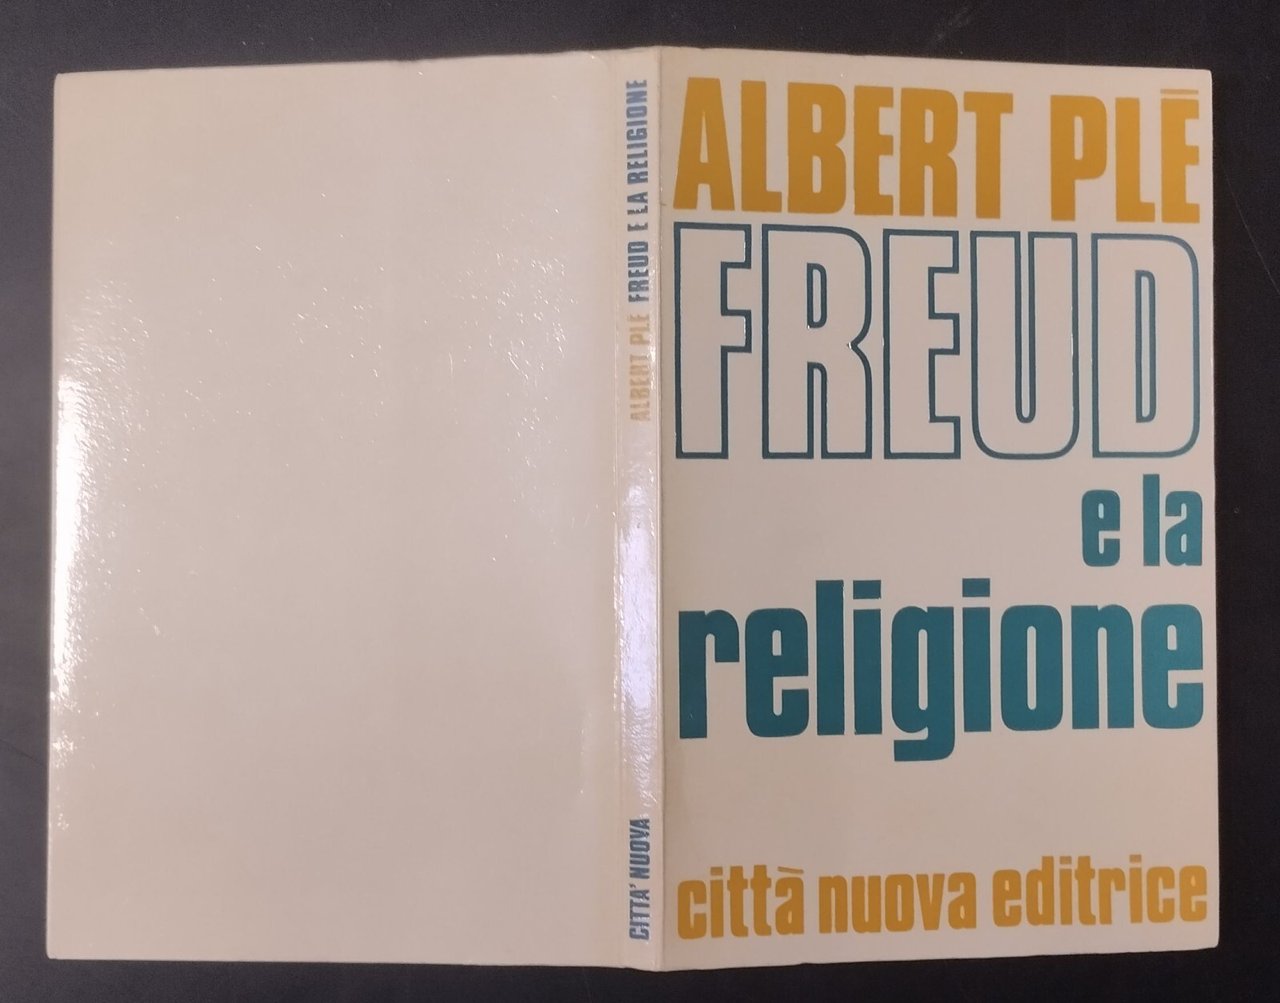 ALBERT PLĒ
FREUD
e la
religione
città nuova editrice
ALBERT PLĒ FREUD E LA RELIGIONE
CITTA' NUOVA